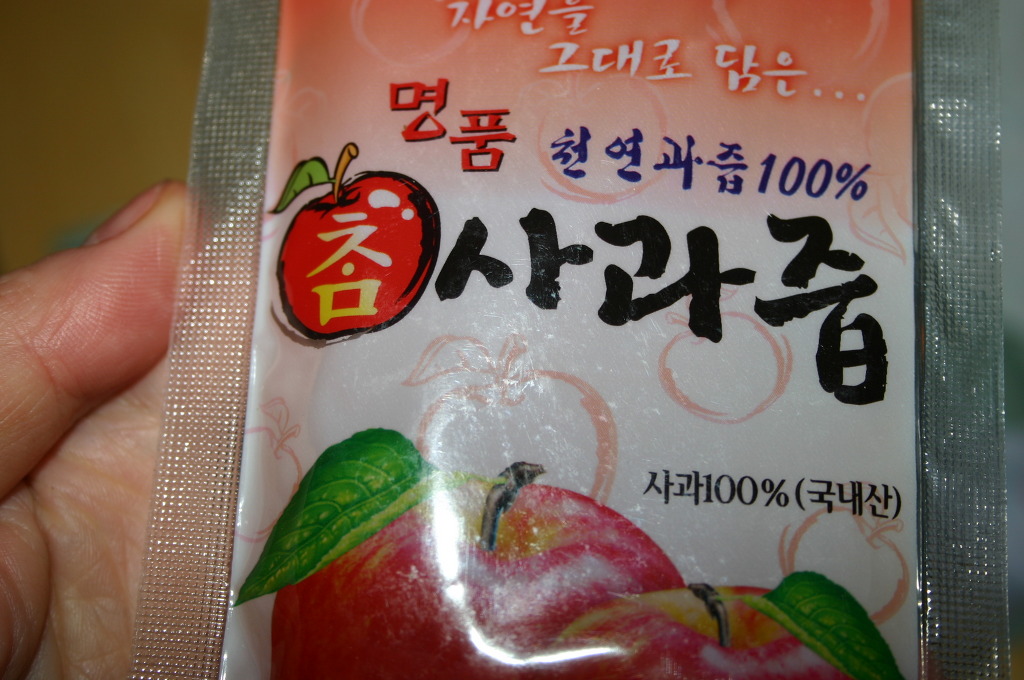 자연을
그대로 담은...
명품
천연과즙100%
참사과즙
사과100%(국내산)